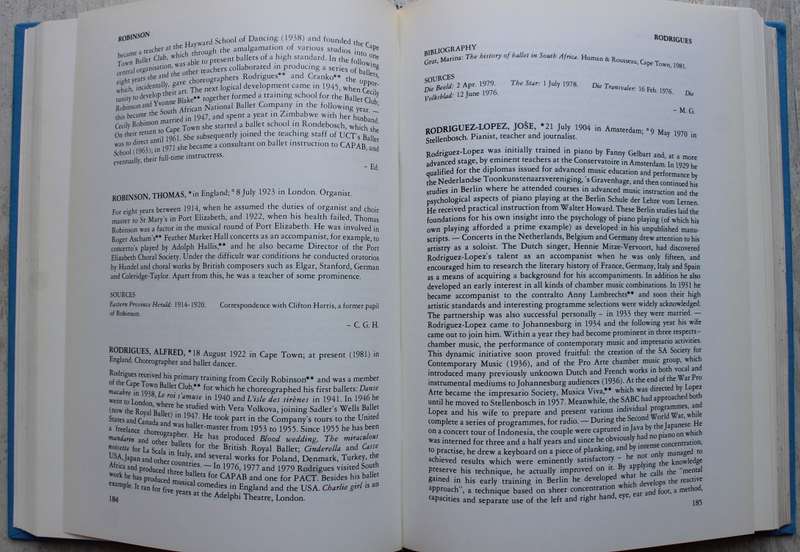 ROBINSON
became a teacher at the Hayward School of Dancing (1938) and founded the Cape
Town Ballet Club, which through the amalgamation of various studios into one
central organisation, was able to present ballets of a high standard. In the following
eight years she and the other teachers collaborated in producing a series of ballets,
which, incidentally, gave choreographers Rodrigues** and Cranko** the oppor-
tunity to develop their art. The next logical development came in 1945, when Cecily
Robinson and Yvonne Blake** together formed a training school for the Ballet Club,
this became the South African National Ballet Company in the following year. —
Cecily Robinson married in 1947, and spent a year in Zimbabwe with her husband.
On their return to Cape Town she started a ballet school in Rondebosch, which she
was to direct until 1961. She subsequently joined the teaching staff of UCT's Ballet
School (1963); in 1971 she became a consultant on ballet instruction to CAPAB, and
eventually, their full-time instructress.
– Ed.
ROBINSON, THOMAS, *in England; °8 July 1923 in London. Organist.
For eight years between 1914, when he assumed the duties of organist and choir
master to St Mary's in Port Elizabeth, and 1922, when his health failed, Thomas
Robinson was a factor in the musical round of Port Elizabeth. He was involved in
Roger Ascham's** Feather Market Hall concerts as an accompanist, for example, to
concerto's played by Adolph Hallis,** and he also became Director of the Port
Elizabeth Choral Society. Under the difficult war conditions he conducted oratorios
by Handel and choral works by British composers such as Elgar, Stanford, German
and Coleridge-Taylor. Apart from this, he was a teacher of some prominence.
SOURCES
Eastern Province Herald: 1914–1920. Correspondence with Clifton Harris, a former pupil
of Robinson.
– C. G. H.
RODRIGUES, ALFRED, *18 August 1922 in Cape Town; at present (1981) in
England. Choreographer and ballet dancer.
Rodrigues received his primary training from Cecily Robinson** and was a member
of the Cape Town Ballet Club,** for which he choreographed his first ballets: Danse
macabre in 1938, Le roi s'amuse in 1940 and L'isle des sirènes in 1941. In 1946 he
went to London, where he studied with Vera Volkova, joining Sadler's Wells Ballet
(now the Royal Ballet) in 1947. He took part in the Company's tours to the United
States and Canada and was ballet-master from 1953 to 1955. Since 1955 he has been
a freelance choreographer. He has produced Blood wedding, The miraculous
mandarin and other ballets for the British Royal Ballet; Cinderella and Casse
noisette for La Scala in Italy, and several works for Poland, Denmark, Turkey, the
USA, Japan and other countries. — In 1976, 1977 and 1979 Rodrigues visited South
Africa and produced three ballets for CAPAB and one for PACT. Besides his ballet
work he has produced musical comedies in England and the USA. Charlie girl is an
example. It ran for five years at the Adelphi Theatre, London.
184
RODRIGUES
BIBLIOGRAPHY
Grut, Marina: The history of ballet in South Africa. Human & Rousseau, Cape Town, 1981.
SOURCES
Die Beeld: 2 Apr. 1979. The Star: 1 July 1978. Die Transvaler: 16 Feb. 1976. Die
Volksblad: 12 June 1976.
– M. G.
RODRIGUEZ-LOPEZ, JOŠE, *21 July 1904 in Amsterdam; °9 May 1970 in
Stellenbosch. Pianist, teacher and journalist.
Rodriguez-Lopez was initially trained in piano by Fanny Gelbart and, at a more
advanced stage, by eminent teachers at the Conservatoire in Amsterdam. In 1929 he
qualified for the diplomas issued for advanced music education and performance by
the Nederlandse Toonkunstenaarsvereniging, 's Gravenhage, and then continued his
studies in Berlin where he attended courses in advanced music instruction and the
psychological aspects of piano playing at the Berlin Schule der Lehre vom Lernen.
He received practical instruction from Walter Howard. These Berlin studies laid the
foundations for his own insight into the psychology of piano playing (of which his
own playing afforded a prime example) as developed in his unpublished manu-
scripts. — Concerts in the Netherlands, Belgium and Germany drew attention to his
artistry as a soloist. The Dutch singer, Hennie Mitæ-Vervoort, had discovered
Rodriguez-Lopez's talent as an accompanist when he was only fifteen, and
encouraged him to research the literary history of France, Germany, Italy and Spain
as a means of acquiring a background for his accompaniments. In addition he also
developed an early interest in all kinds of chamber music combinations. In 1931 he
became accompanist to the contralto Anny Lambrechts** and soon their high
artistic standards and interesting programme selections were widely acknowledged.
The partnership was also successful personally – in 1933 they were married. —
Rodriguez-Lopez came to Johannesburg in 1934 and the following year his wife
came out to join him. Within a year they had become prominent in three respects –
chamber music, the performance of contemporary music and impresario activities.
This dynamic initiative soon proved fruitful: the creation of the SA Society for
Contemporary Music (1936), and of the Pro Arte chamber music group, which
introduced many previously unknown Dutch and French works in both vocal and
instrumental mediums to Johannesburg audiences (1936). At the end of the War Pro
Arte became the impresario Society, Musica Viva,** which was directed by Lopez
until he moved to Stellenbosch in 1957. Meanwhile, the SABC had approached both
Lopez and his wife to prepare and present various individual programmes, and
complete a series of programmes, for radio. — During the Second World War, while
on a concert tour of Indonesia, the couple were captured in Java by the Japanese. He
was interned for three and a half years and since he obviously had no piano on which
to practise, he drew a keyboard on a piece of planking, and by intense concentration,
achieved results which were eminently satisfactory – he not only managed to
preserve his technique, he actually improved on it. By applying the knowledge
gained in his early training in Berlin he developed what he calls the "mental
approach", a technique based on sheer concentration which develops the reactive
capacities and separate use of the left and right hand, eye, ear and foot, a method,
185